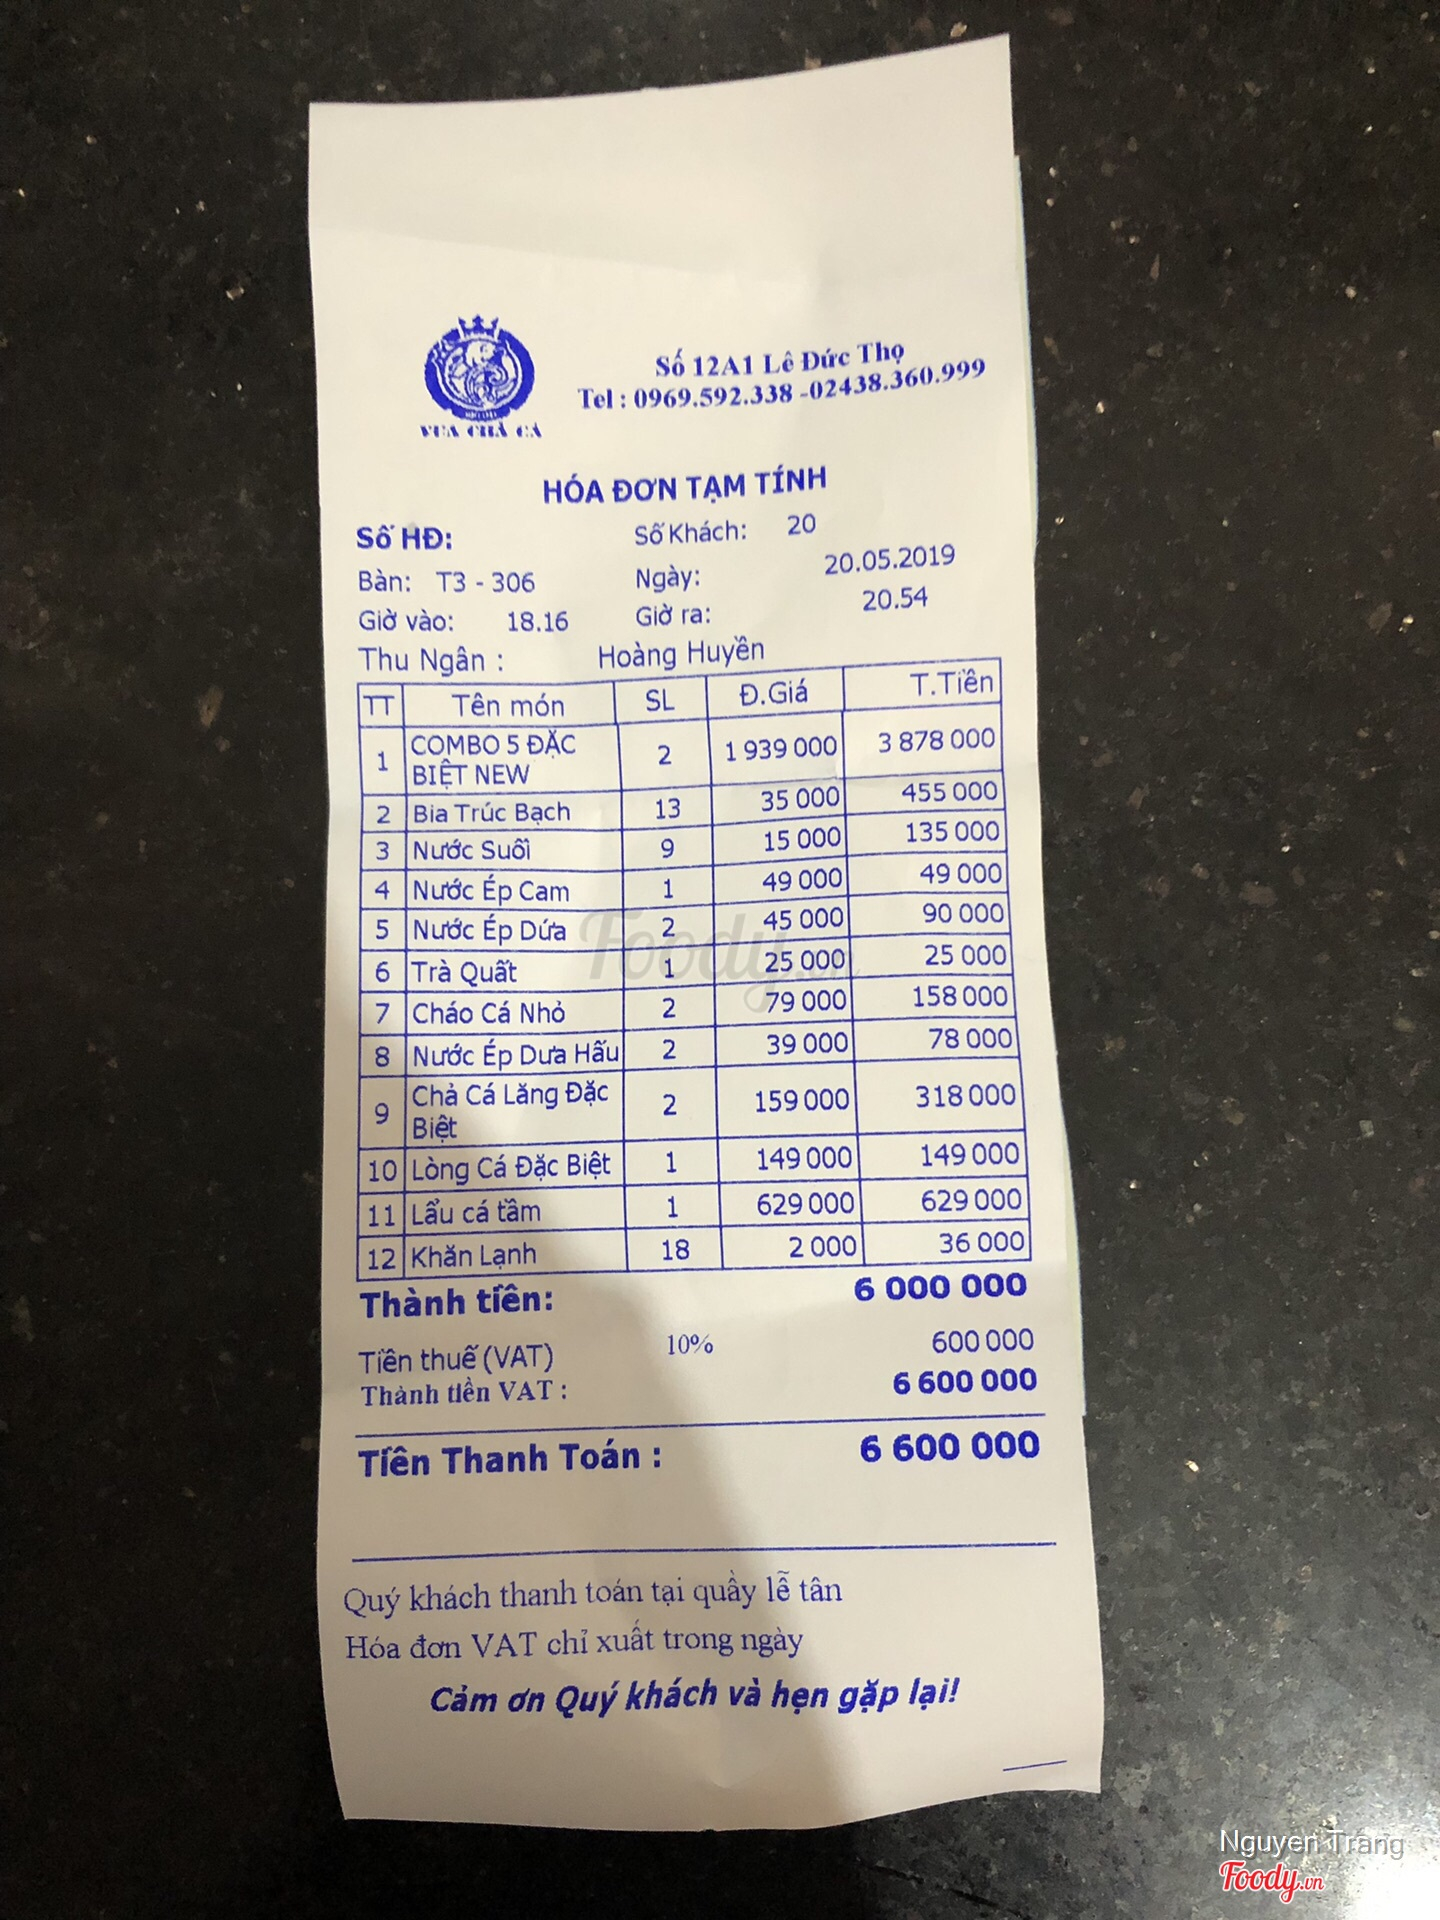 VUA CHẢ CÁ
Số 12A1 Lê Đức Thọ
Tel : 0969.592.338 -02438.360.999
HÓA ĐƠN TẠM TÍNH
Số HĐ: Số Khách: 20
Bàn: T3 - 306 Ngày: 20.05.2019
Giờ vào: 18.16 Giờ ra: 20.54
Thu Ngân : Hoàng Huyền
TT Tên món SL Đ.Giá T.Tiền
1 COMBO 5 ĐẶC BIỆT NEW 2 1 939 000 3 878 000
2 Bia Trúc Bạch 13 35 000 455 000
3 Nước Suối 9 15 000 135 000
4 Nước Ép Cam 1 49 000 49 000
5 Nước Ép Dứa 2 45 000 90 000
6 Trà Quất 1 25 000 25 000
7 Cháo Cá Nhỏ 2 79 000 158 000
8 Nước Ép Dưa Hấu 2 39 000 78 000
9 Chả Cá Lăng Đặc Biệt 2 159 000 318 000
10 Lòng Cá Đặc Biệt 1 149 000 149 000
11 Lẩu cá tầm 1 629 000 629 000
12 Khăn Lạnh 18 2 000 36 000
Thành tiền: 6 000 000
Tiền thuế (VAT) 10% 600 000
Thành tiền VAT : 6 600 000
Tiền Thanh Toán : 6 600 000
Quý khách thanh toán tại quầy lễ tân
Hóa đơn VAT chỉ xuất trong ngày
Cảm ơn Quý khách và hẹn gặp lại!
Foody.vn
Nguyen Trang
Foody.vn